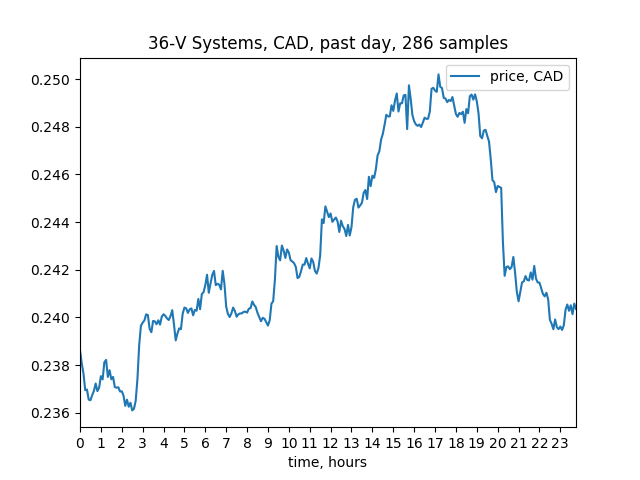 36-V Systems, CAD, past day, 286 samples
price, CAD
0.250
0.248
0.246
0.244
0.242
0.240
0.238
0.236
0 1 2 3 4 5 6 7 8 9 10 11 12 13 14 15 16 17 18 19 20 21 22 23
time, hours